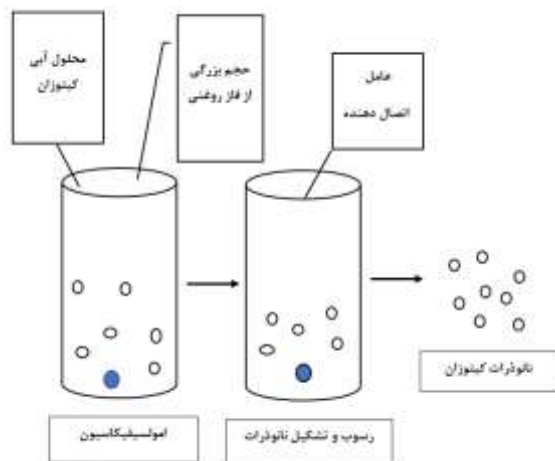 محلول آبی
کیتوزان
حجم بزرگی
از فاز روغنی
عامل
اتصال دهنده
نانوذرات کیتوزان
امولسیفیکاسیون
رسوب و تشکیل نانوذرات